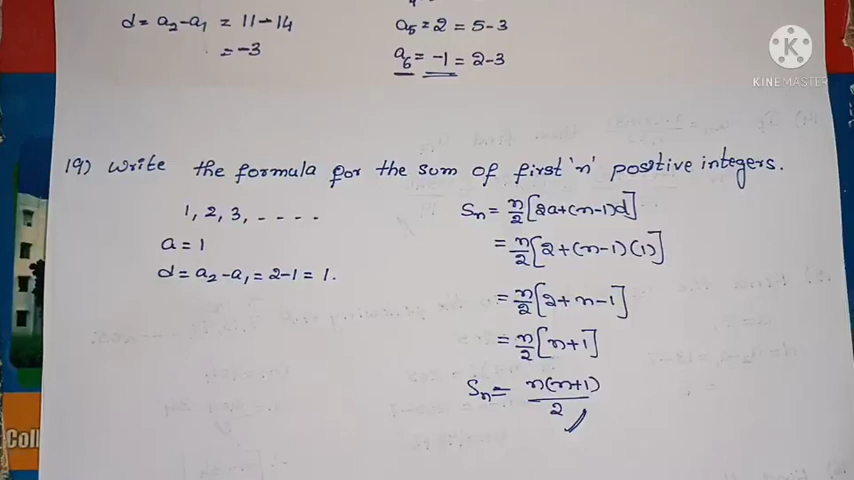 d = a₂-a₁ = 11-14
= -3
a₅ = 2 = 5-3
a₆ = -1 = 2-3
KINEMASTER
19) Write the formula for the sum of first 'n' positive integers.
1, 2, 3, - - - -
a = 1
d = a₂-a₁ = 2-1 = 1.
Sₙ = n/2 [2a+(n-1)d]
= n/2 [2+(n-1)(1)]
= n/2 [2+n-1]
= n/2 [n+1]
Sₙ = n(n+1)/2
Coll